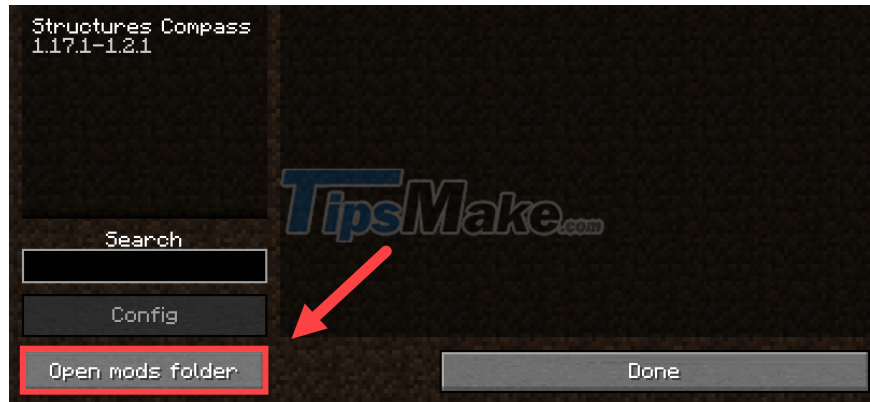 Structures Compass
1.17.1-1.2.1
TipsMake.com
Search
Config
Open mods folder
Done